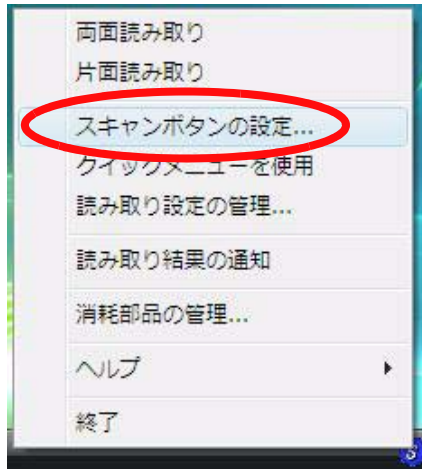 両面読み取り
片面読み取り
スキャンボタンの設定...
クイックメニューを使用
読み取り設定の管理...
読み取り結果の通知
消耗部品の管理...
ヘルプ
終了
S